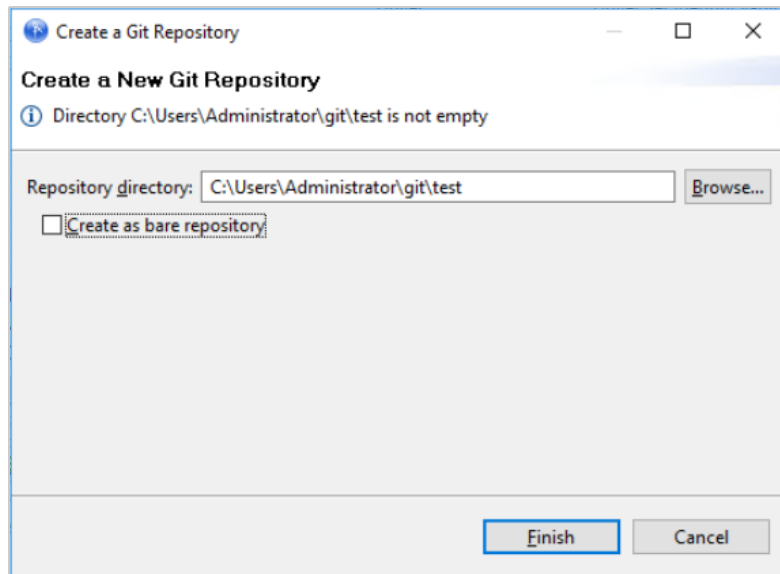 Create a Git Repository
Create a New Git Repository
Directory C:\Users\Administrator\git\test is not empty
Repository directory: C:\Users\Administrator\git\test Browse...
Create as bare repository
Finish Cancel